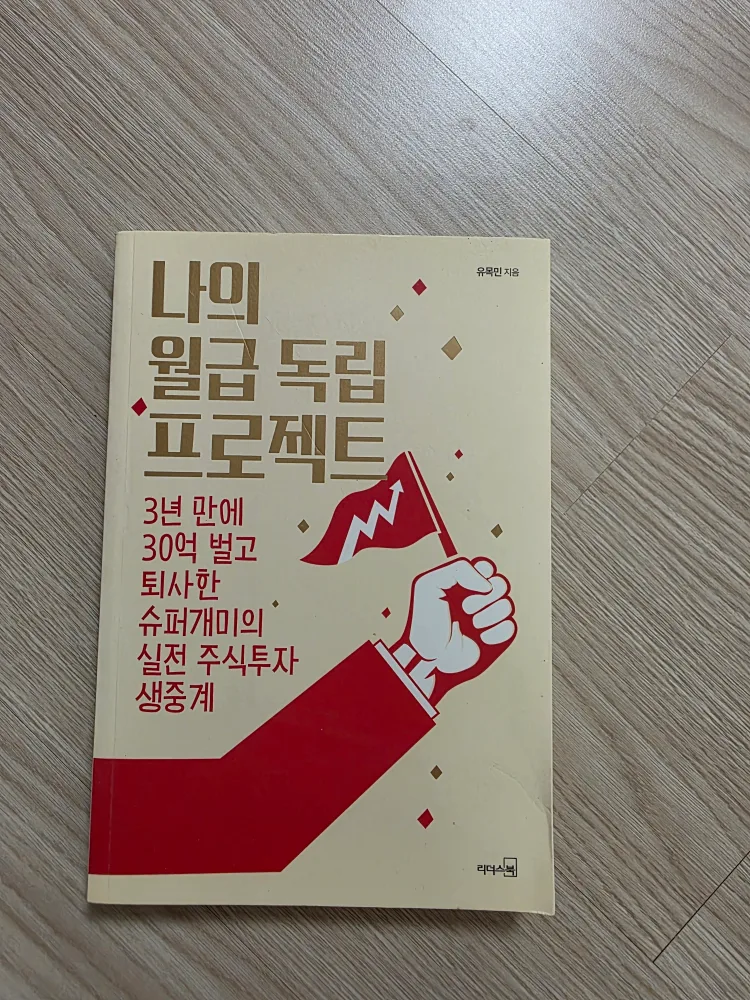 나의
월급 독립
프로젝트
유목민 지음
3년 만에
30억 벌고
퇴사한
슈퍼개미의
실전 주식투자
생중계
리더스북